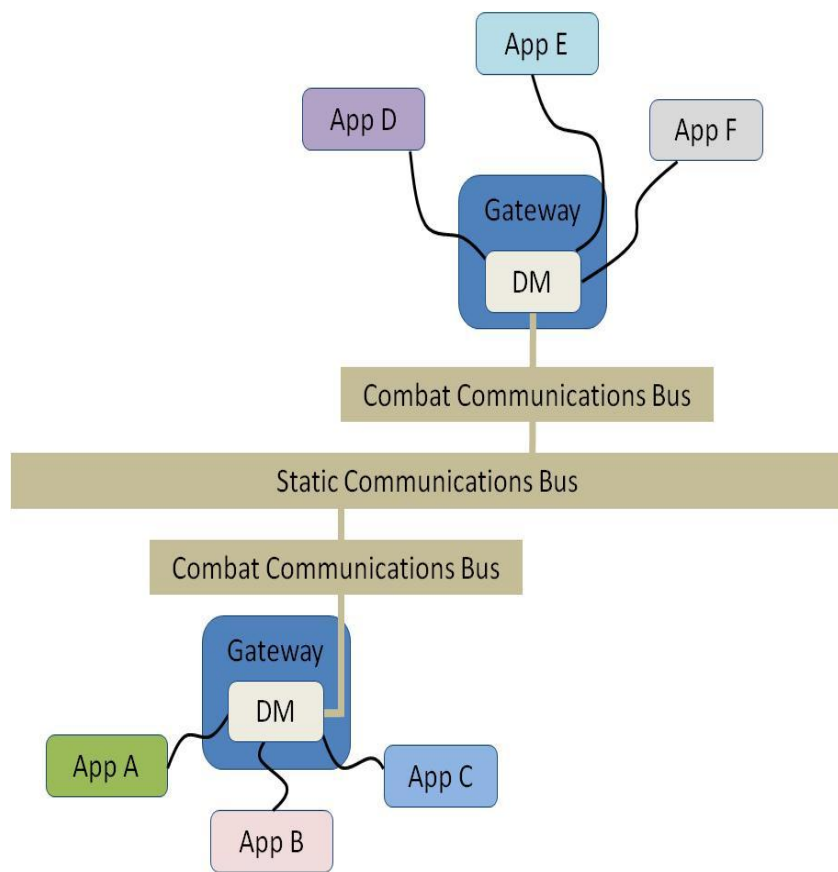 App E
App D
App F
Gateway
DM
Combat Communications Bus
Static Communications Bus
Combat Communications Bus
Gateway
DM
App A
App C
App B